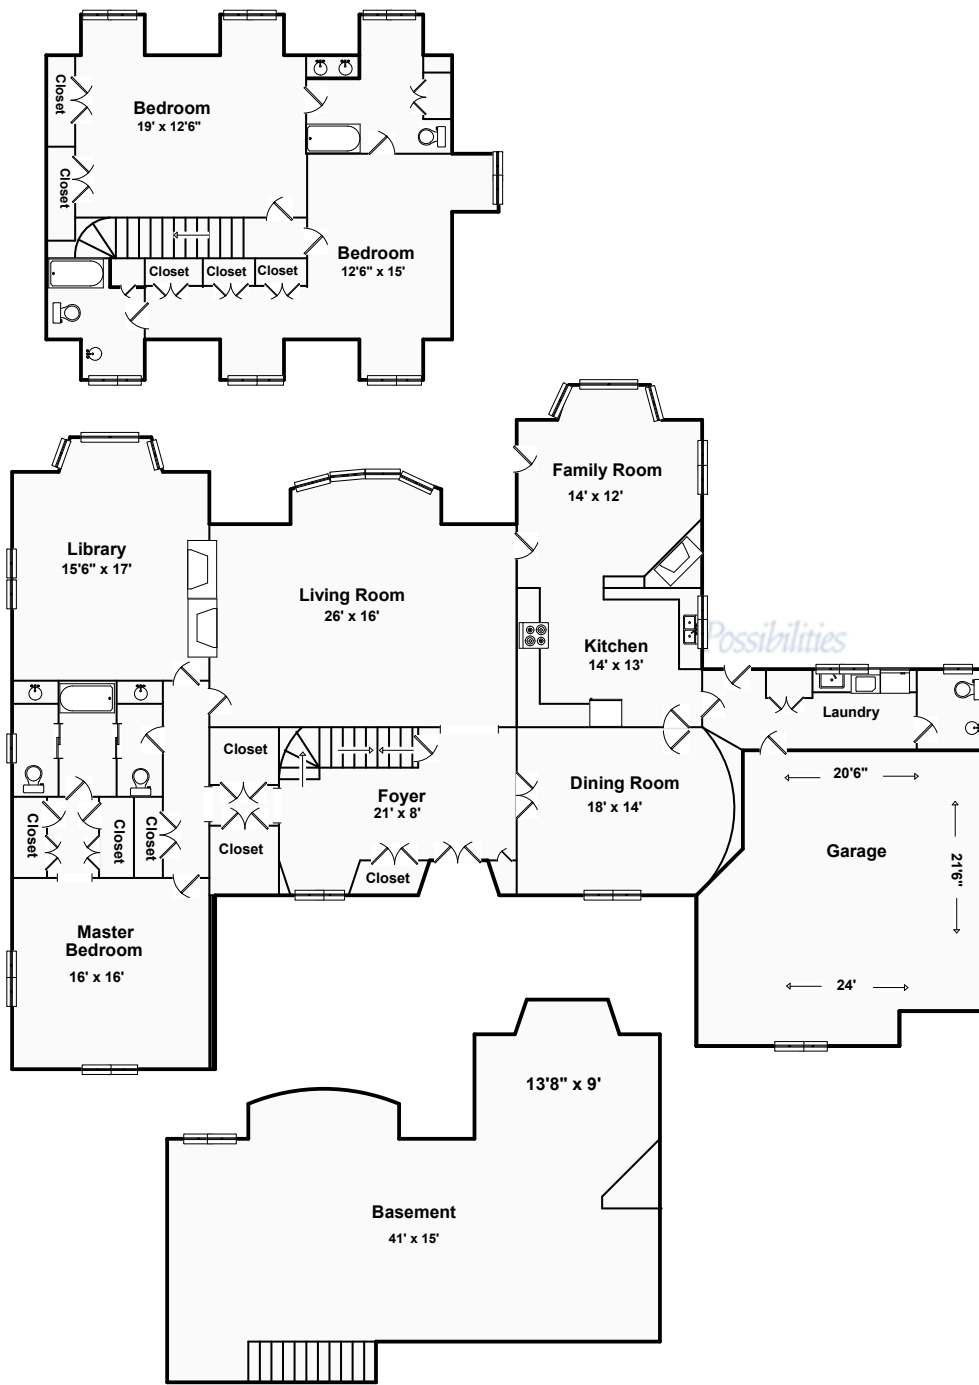 Closet
Bedroom
19' x 12'6"
Closet
Bedroom
12'6" x 15'
Closet
Closet
Closet
Family Room
14' x 12'
Library
15'6" x 17'
Living Room
26' x 16'
Kitchen
14' x 13'
Possibilities
Laundry
Closet
Foyer
21' x 8'
Dining Room
18' x 14'
20'6"
Closet
Closet
Closet
Closet
Closet
Garage
21'6"
Master
Bedroom
16' x 16'
24'
13'8" x 9'
Basement
41' x 15'